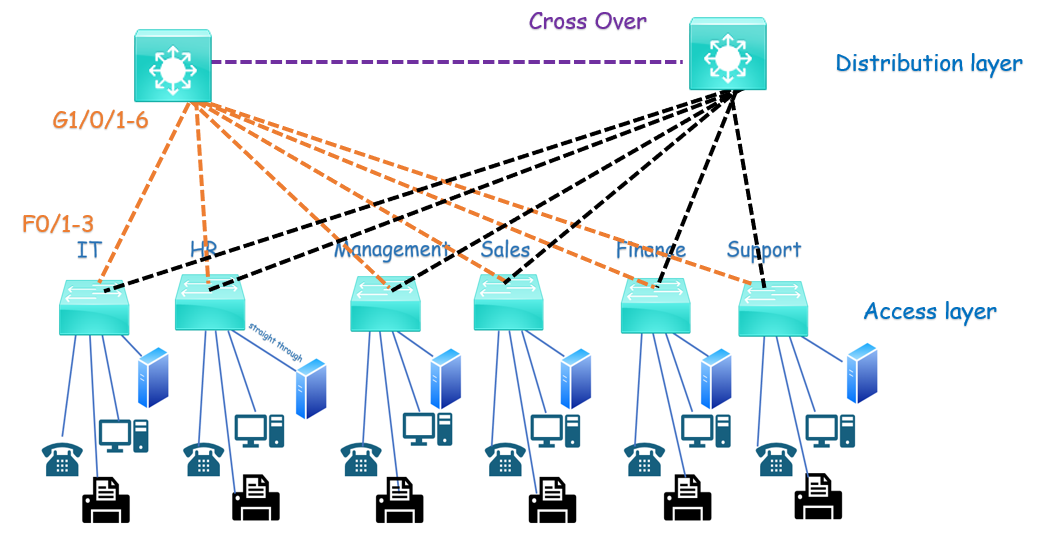 Cross Over
Distribution layer
G1/0/1-6
F0/1-3
IT
HR
Management
Sales
Finance
Support
Access layer
straight through